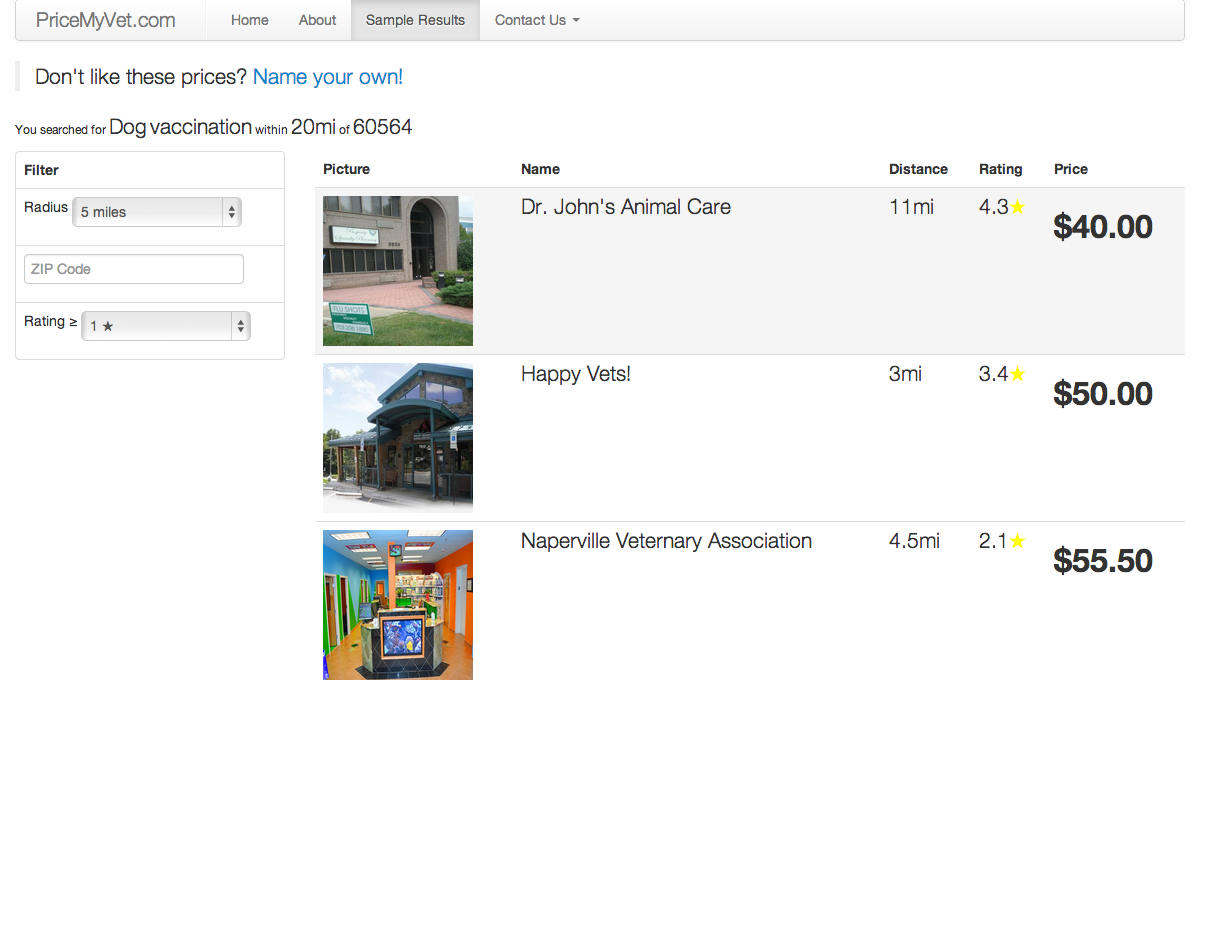 PriceMyVet.com Home About Sample Results Contact Us
Don't like these prices? Name your own!
You searched for Dog vaccination within 20mi of 60564
Filter
Radius 5 miles
ZIP Code
Rating ≥ 1 ★
Picture Name Distance Rating Price
Dr. John's Animal Care 11mi 4.3★ $40.00
FLU SHOTS
Happy Vets! 3mi 3.4★ $50.00
Naperville Veternary Association 4.5mi 2.1★ $55.50